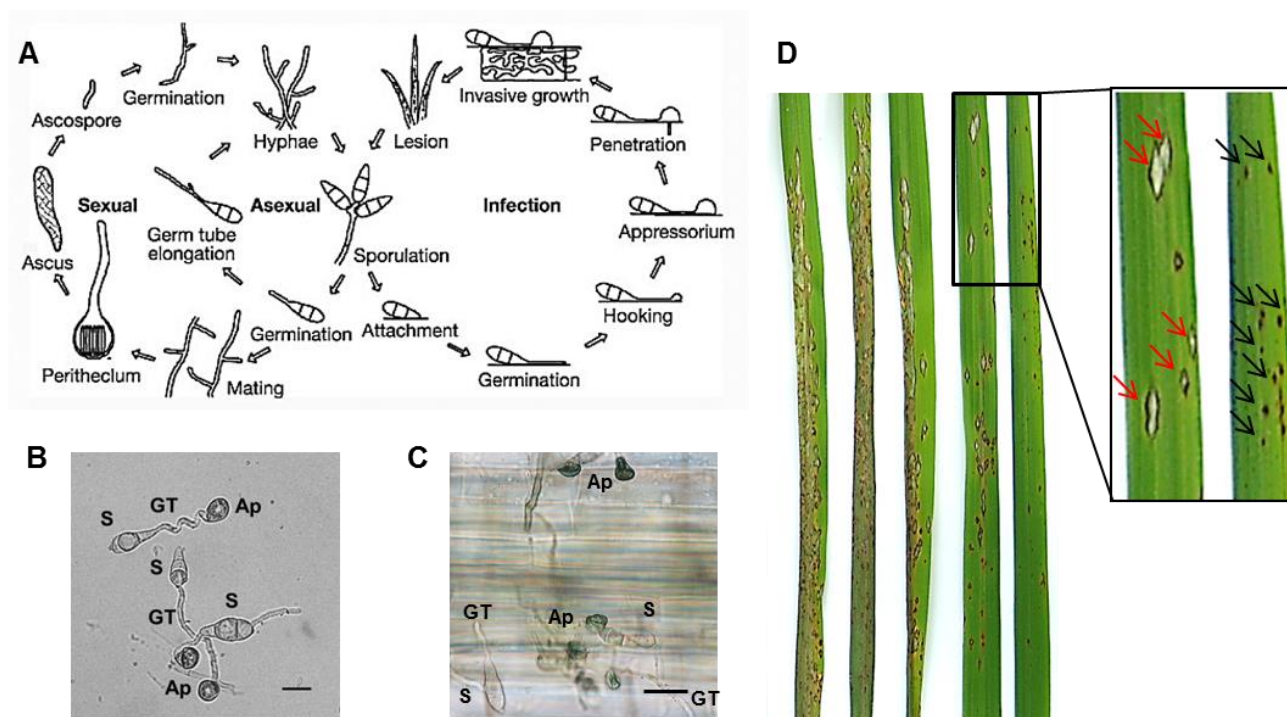 A
Germination
Ascospore
Hyphae
Lesion
Invasive growth
Penetration
Sexual
Asexual
Infection
Ascus
Germ tube
elongation
Sporulation
Appressorium
Germination
Attachment
Hooking
Peritheclum
Mating
Germination
B
S
GT
Ap
S
GT
S
Ap
C
Ap
GT
Ap
S
S
GT
D